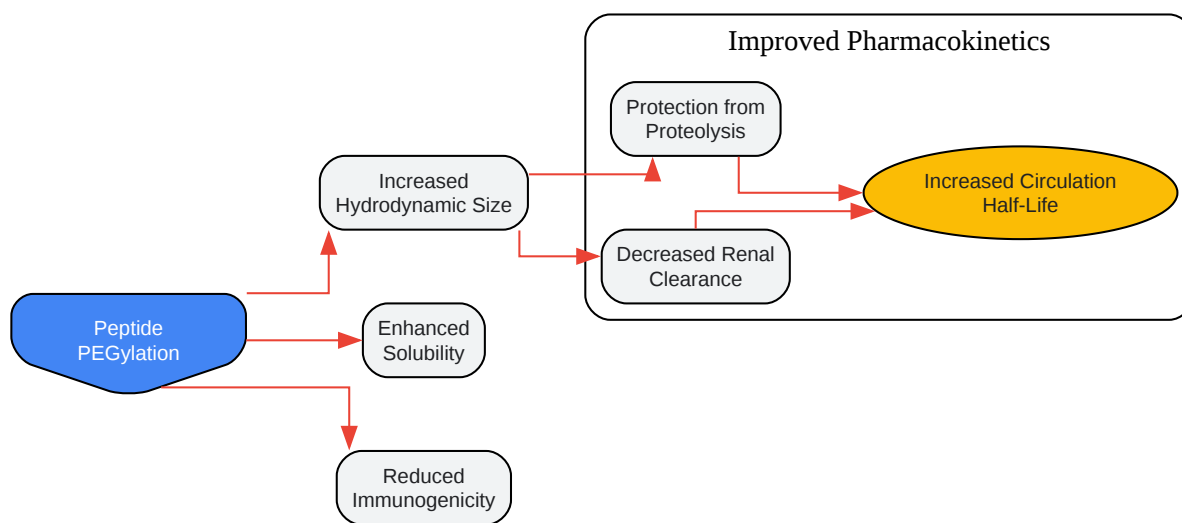 Improved Pharmacokinetics
Protection from
Proteolysis
Increased
Hydrodynamic Size
Increased Circulation
Half-Life
Decreased Renal
Clearance
Peptide
PEGylation
Enhanced
Solubility
Reduced
Immunogenicity